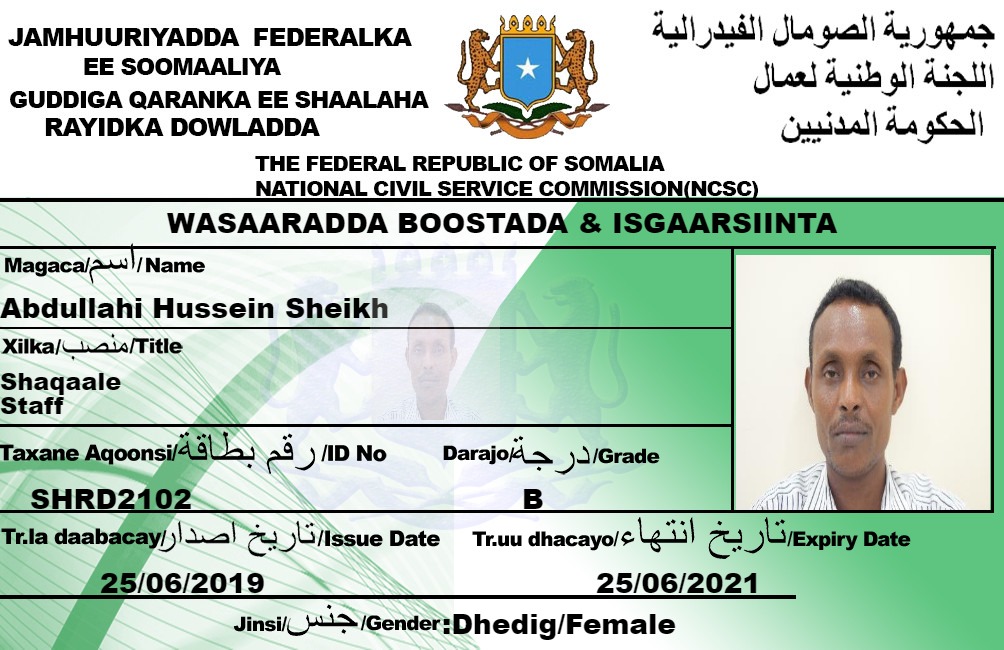 JAMHUURIYADDA FEDERALKA
EE SOOMAALIYA
GUDDIGA QARANKA EE SHAALAHA
RAYIDKA DOWLADDA
جمهورية الصومال الفيدرالية
اللجنة الوطنية لعمال
الحكومة المدنيين
THE FEDERAL REPUBLIC OF SOMALIA
NATIONAL CIVIL SERVICE COMMISSION(NCSC)
WASAARADDA BOOSTADA & ISGAARSIINTA
Magaca/اسم/Name
Abdullahi Hussein Sheikh
Xilka/منصب/Title
Shaqaale
Staff
Taxane Aqoonsi/رقم بطاقة/ID No Darajo/درجة/Grade
SHRD2102 B
Tr.la daabacay/تاريخ اصدار/Issue Date Tr.uu dhacayo/تاريخ انتهاء/Expiry Date
25/06/2019 25/06/2021
Jinsi/جنس/Gender:Dhedig/Female